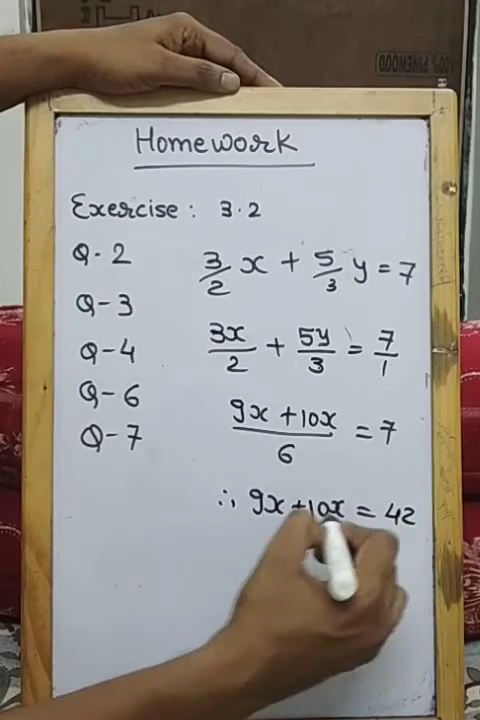 Homework
Exercise : 3.2
Q-2
Q-3
Q-4
Q-6
Q-7
3/2 x + 5/3 y = 7
3x/2 + 5y/3 = 7/1
9x + 10x / 6 = 7
∴ 9x + 10x = 42